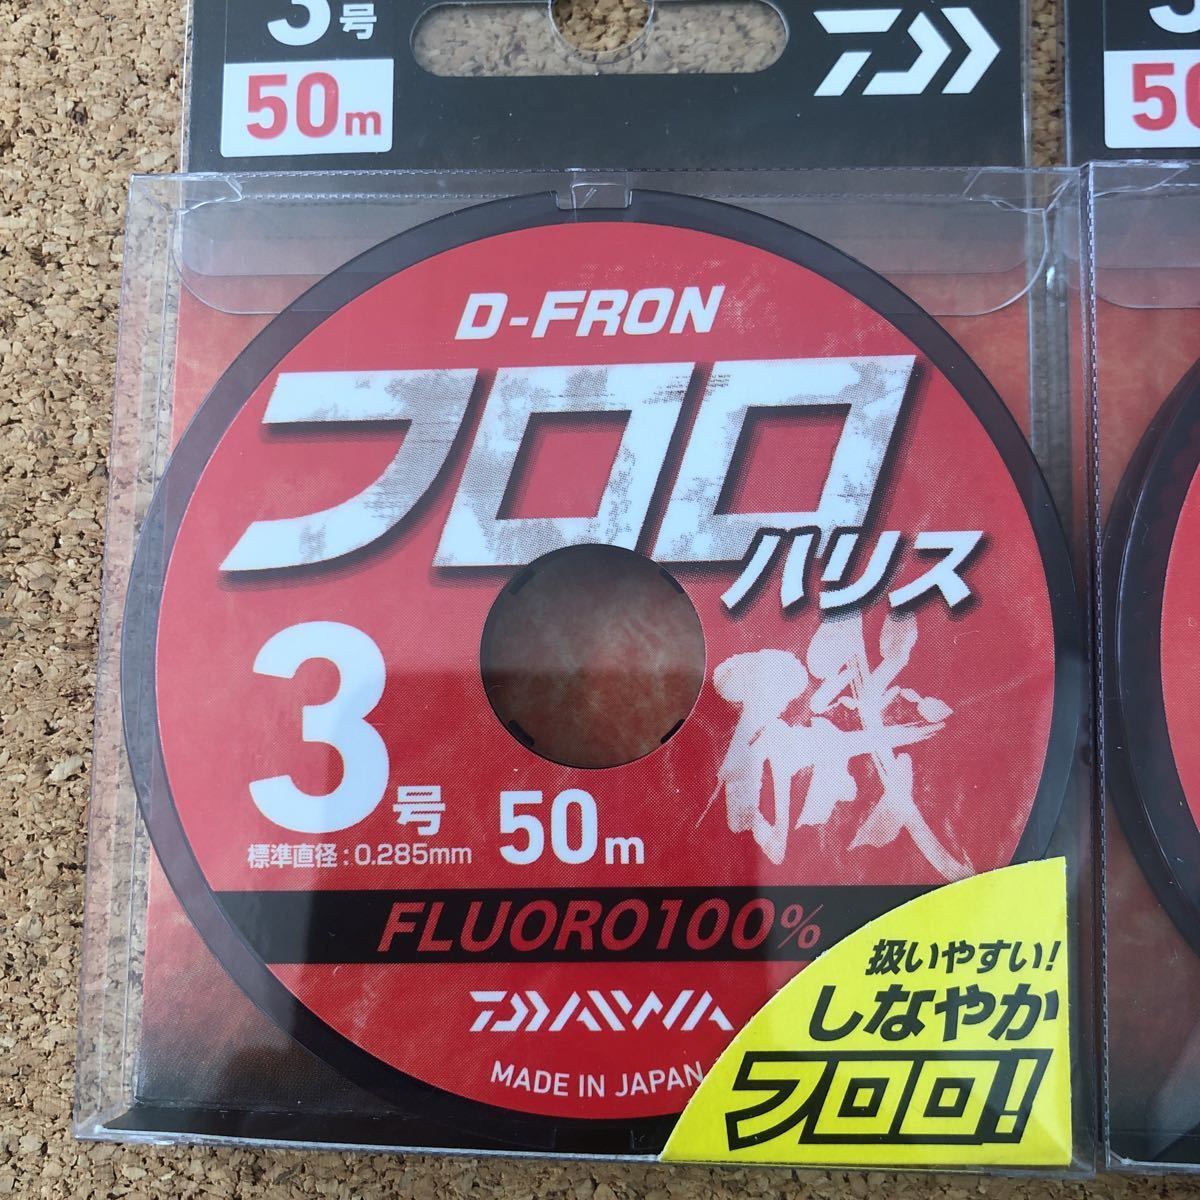 3号
50m
D-FRON
フロロ
ハリス
磯
3号
50m
標準直径:0.285mm
FLUORO100%
DAIWA
MADE IN JAPAN
扱いやすい!
しなやか
フロロ!